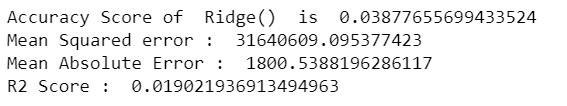 Accuracy Score of  Ridge()  is  0.03877655699433524
Mean Squared error :  31640609.095377423
Mean Absolute Error :  1800.5388196286117
R2 Score :  0.019021936913494963